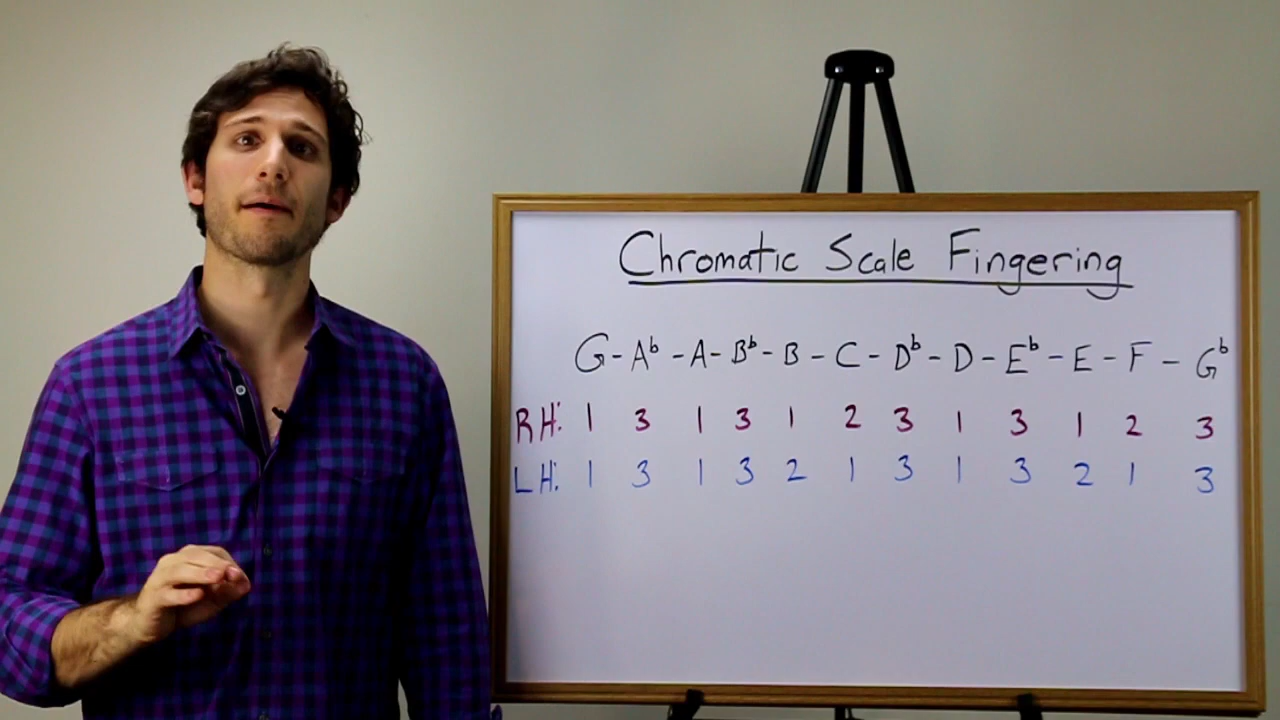 Chromatic Scale Fingering
G - A♭ - A - B♭ - B - C - D♭ - D - E♭ - E - F - G♭
RH: 1 3 1 3 1 2 3 1 3 1 2 3
LH: 1 3 1 3 2 1 3 1 3 2 1 3